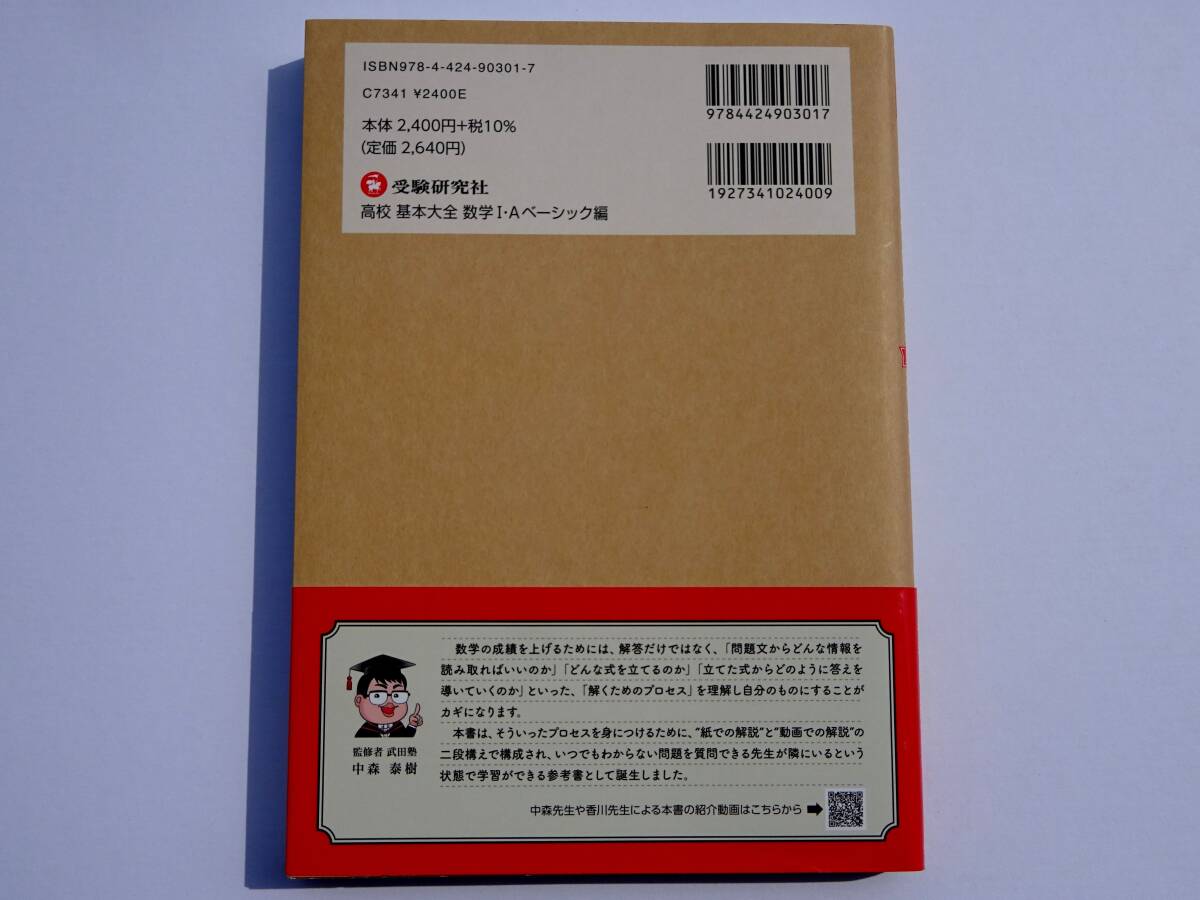 ISBN978-4-424-90301-7
C7341 ¥2400E
本体 2,400円+税10%
(定価 2,640円)
受験研究社
高校 基本大全 数学Ⅰ・Aベーシック編
9784424903017
1927341024009
数学の成績を上げるためには、解答だけではなく、「問題文からどんな情報を
読み取ればいいのか」「どんな式を立てるのか」「立てた式からどのように答えを
導いていくのか」といった、「解くためのプロセス」を理解し自分のものにすることが
カギになります。
本書は、そういったプロセスを身につけるために、“紙での解説”と“動画での解説”の
二段構えで構成され、いつでもわからない問題を質問できる先生が隣にいるという
状態で学習ができる参考書として誕生しました。
監修者 武田塾
中森 泰樹
中森先生や香川先生による本書の紹介動画はこちらから